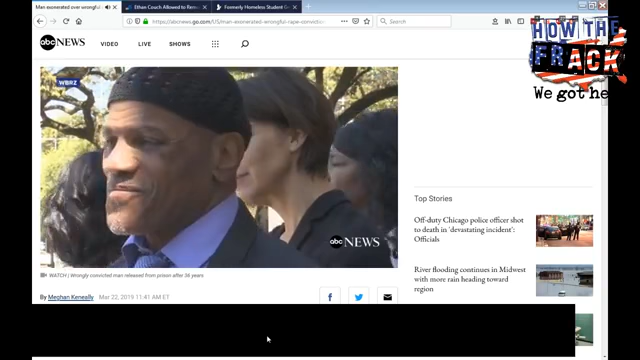 Man exonerated over wrongful
Ethan Couch Allowed to Rem
Formerly Homeless Student G
https://abcnews.go.com/US/man-exonerated-wrongful-rape-convictio
Search
abc NEWS
VIDEO
LIVE
SHOWS
HOW THE
FRACK
We got he
WBRZ
abc NEWS
WATCH | Wrongly convicted man released from prison after 36 years
By Meghan Keneally
Mar 22, 2019 11:41 AM ET
Top Stories
Off-duty Chicago police officer shot
to death in 'devastating incident':
Officials
River flooding continues in Midwest
with more rain heading toward
region